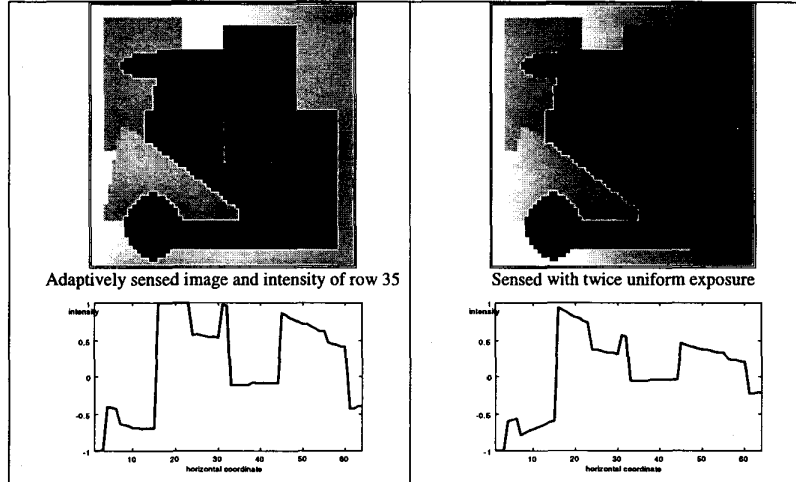 Adaptively sensed image and intensity of row 35
Sensed with twice uniform exposure
1
intensity
0.5
0
-0.5
-1
10 20 30 40 50 60
horizontal coordinate
1
intensity
0.5
0
-0.5
-1
10 20 30 40 50 60
horizontal coordinate